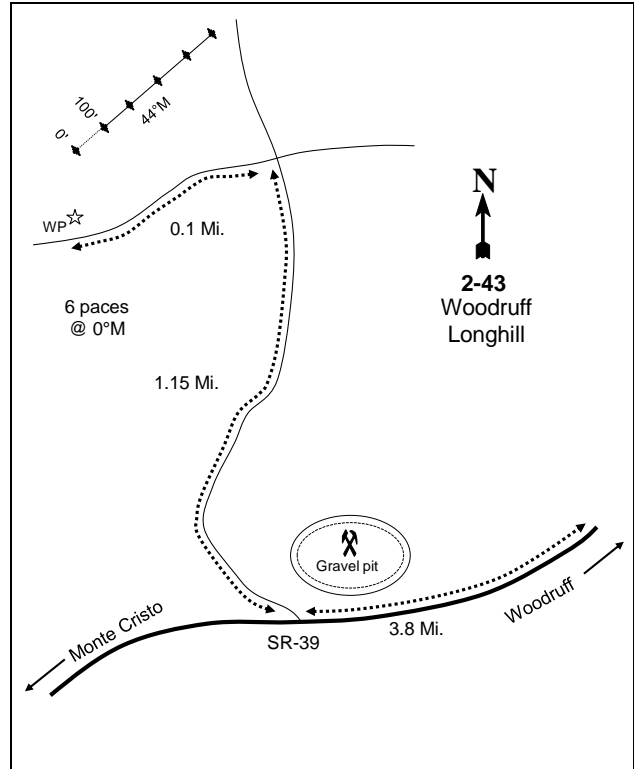 0'
100'
44°M
WP
0.1 Mi.
N
2-43
Woodruff
Longhill
6 paces
@ 0°M
1.15 Mi.
Gravel pit
Monte Cristo
SR-39
3.8 Mi.
Woodruff